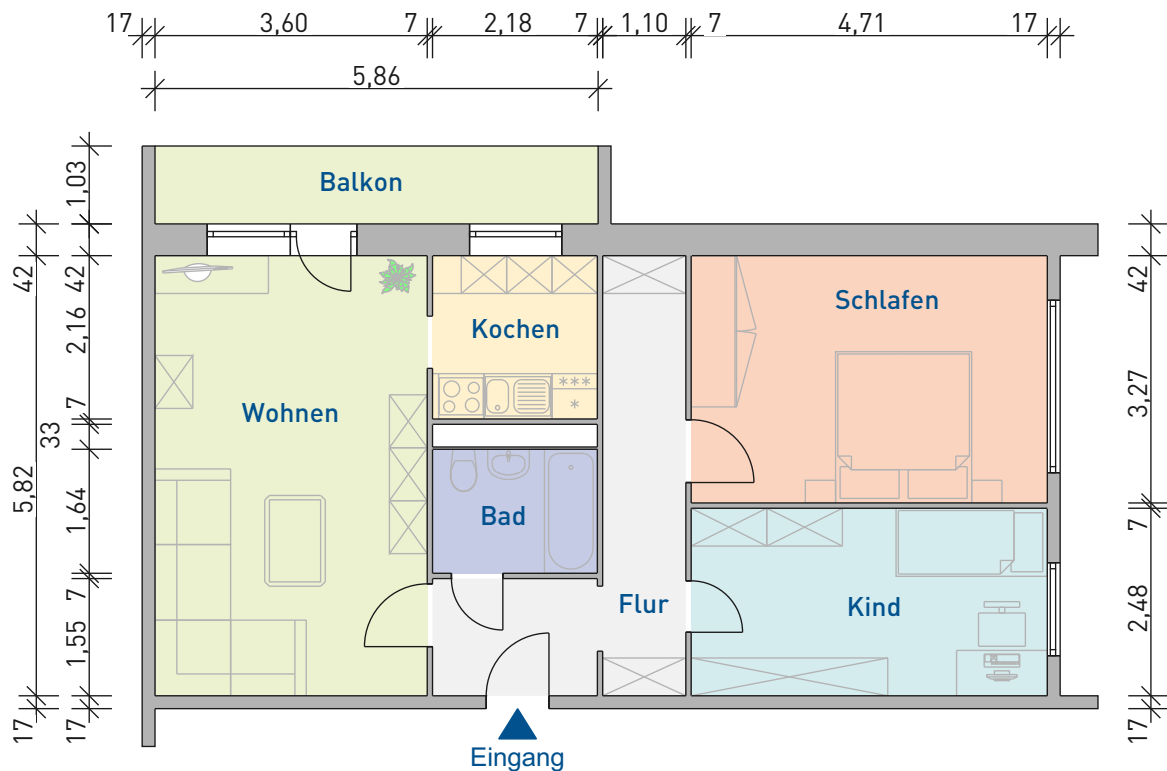 17 3,60 7 2,18 7 1,10 7 4,71 17
5,86
1,03
42
2,16
7
33
1,64
7
1,55
17
42
5,82
17
Balkon
Wohnen
Kochen
Bad
Flur
Schlafen
Kind
42
3,27
7
2,48
17
Eingang
***
*